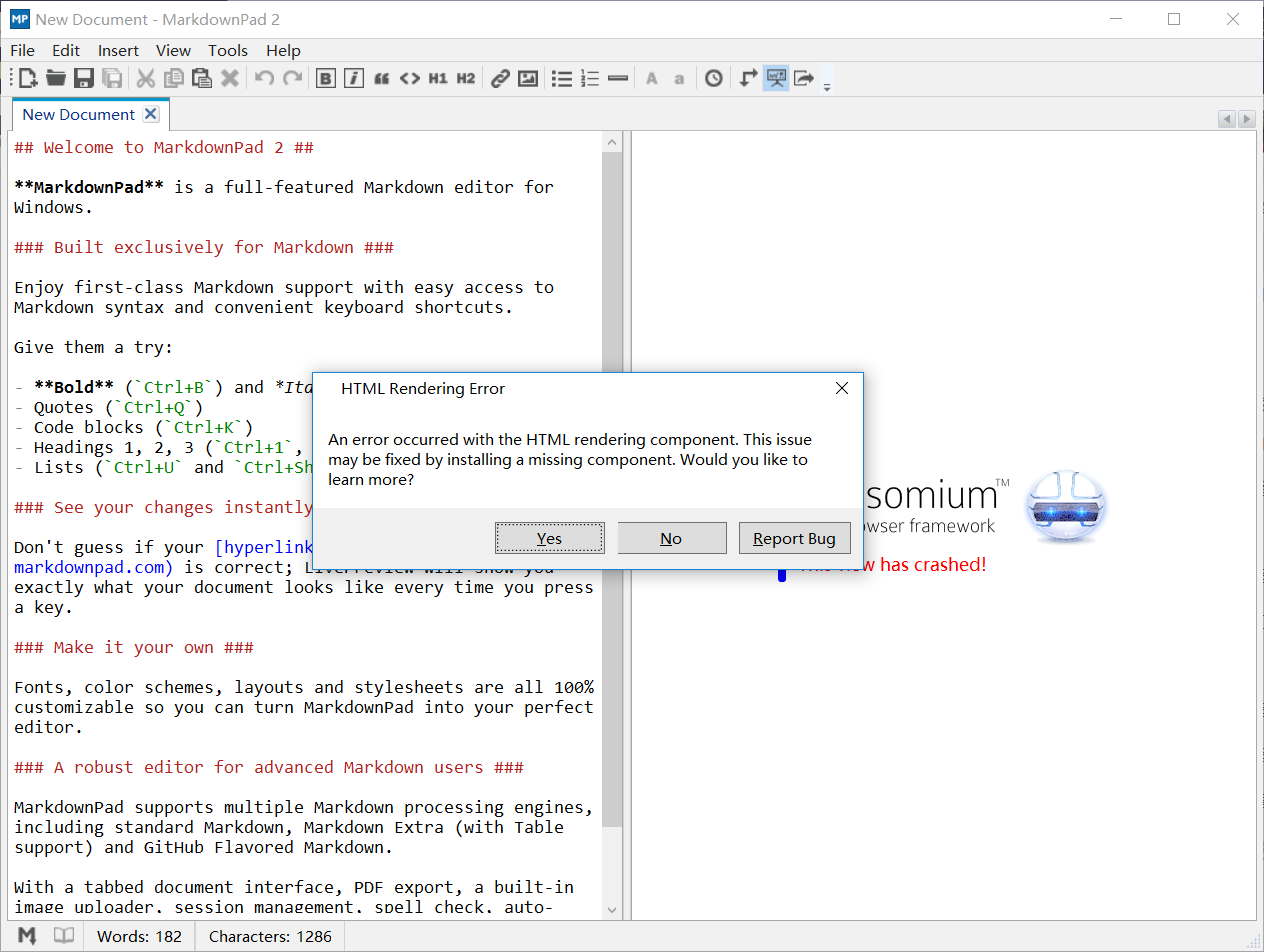 MP New Document - MarkdownPad 2
File Edit Insert View Tools Help
B i H1 H2 A a
New Document
## Welcome to MarkdownPad 2 ##
**MarkdownPad** is a full-featured Markdown editor for
Windows.
### Built exclusively for Markdown ###
Enjoy first-class Markdown support with easy access to
Markdown syntax and convenient keyboard shortcuts.
Give them a try:
- **Bold** (`Ctrl+B`) and *Ita
- Quotes (`Ctrl+Q`)
- Code blocks (`Ctrl+K`)
- Headings 1, 2, 3 (`Ctrl+1`,
- Lists (`Ctrl+U` and `Ctrl+Sh
### See your changes instantly
Don't guess if your [hyperlink
markdownpad.com) is correct; LivePreview will show you
exactly what your document looks like every time you press
a key.
### Make it your own ###
Fonts, color schemes, layouts and stylesheets are all 100%
customizable so you can turn MarkdownPad into your perfect
editor.
### A robust editor for advanced Markdown users ###
MarkdownPad supports multiple Markdown processing engines,
including standard Markdown, Markdown Extra (with Table
support) and GitHub Flavored Markdown.
With a tabbed document interface, PDF export, a built-in
image uploader, session management, spell check, auto-
HTML Rendering Error
An error occurred with the HTML rendering component. This issue
may be fixed by installing a missing component. Would you like to
learn more?
Yes No Report Bug
somium™
owser framework
This view has crashed!
Words: 182 Characters: 1286